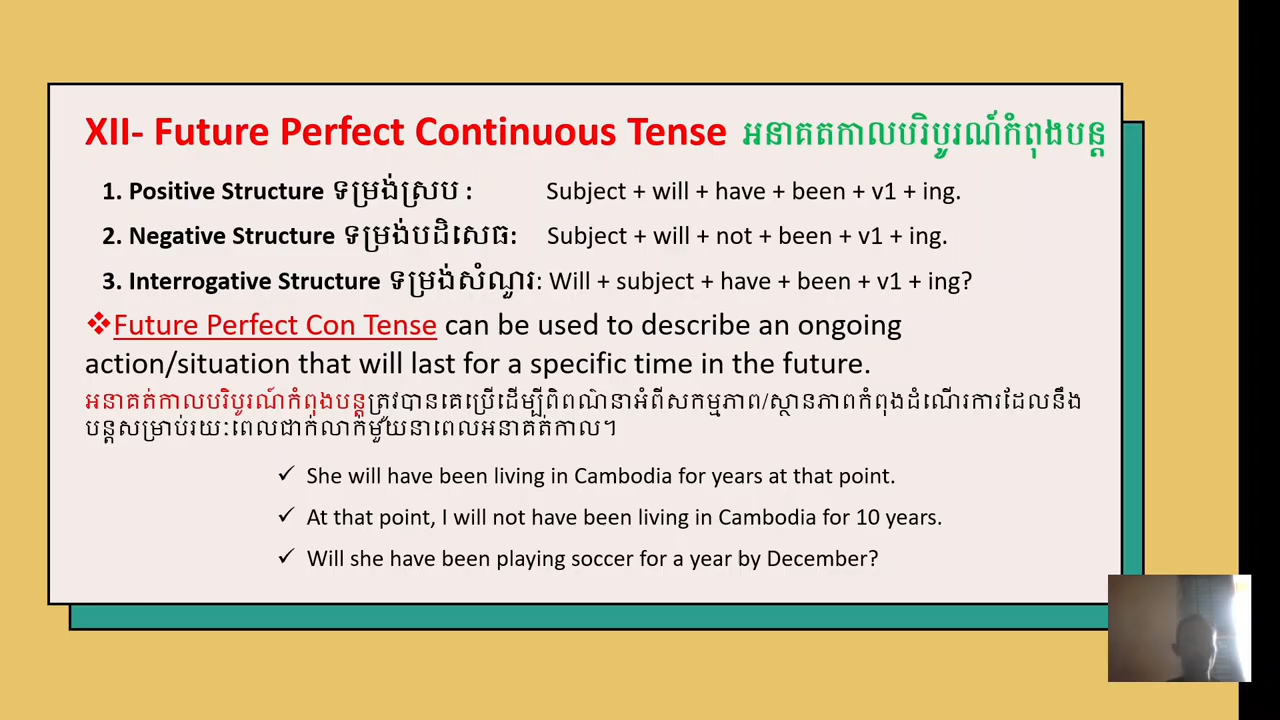 XII- Future Perfect Continuous Tense អនាគតកាលបរិបូរណ៍កំពុងបន្ត
1. Positive Structure ទម្រង់ស្រប : Subject + will + have + been + v1 + ing.
2. Negative Structure ទម្រង់បដិសេធ: Subject + will + not + been + v1 + ing.
3. Interrogative Structure ទម្រង់សំណួរ: Will + subject + have + been + v1 + ing?
❖Future Perfect Con Tense can be used to describe an ongoing
action/situation that will last for a specific time in the future.
អនាគត់កាលបរិបូរណ៍កំពុងបន្តត្រូវបានគេប្រើដើម្បីពិពណ៌នាអំពីសកម្មភាព/ស្ថានភាពកំពុងដំណើរការដែលនឹង
បន្តសម្រាប់រយៈពេលជាក់លាក់មួយនាពេលអនាគត់កាល។
✓ She will have been living in Cambodia for years at that point.
✓ At that point, I will not have been living in Cambodia for 10 years.
✓ Will she have been playing soccer for a year by December?